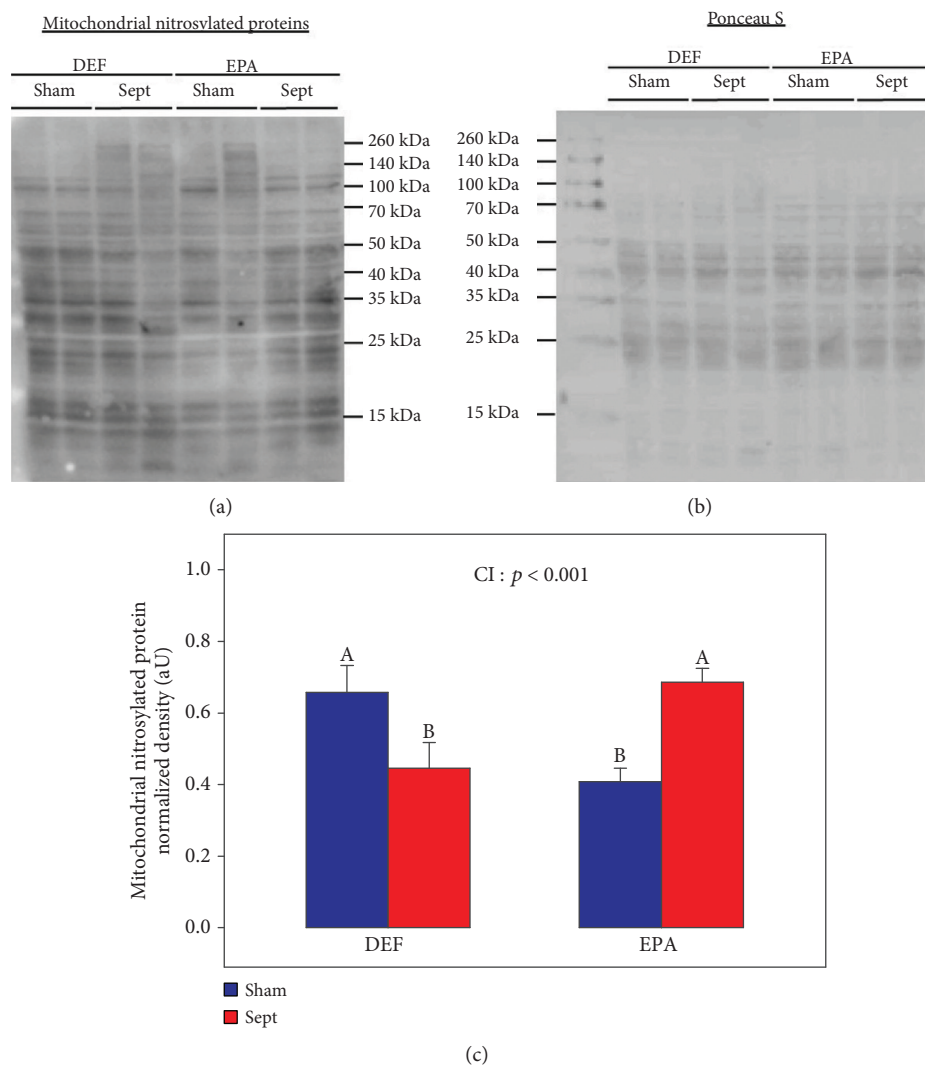 Mitochondrial nitrosvlated proteins
DEF EPA
Sham Sept Sham Sept
260 kDa
140 kDa
100 kDa
70 kDa
50 kDa
40 kDa
35 kDa
25 kDa
15 kDa
(a)
Ponceau S
DEF EPA
Sham Sept Sham Sept
260 kDa
140 kDa
100 kDa
70 kDa
50 kDa
40 kDa
35 kDa
25 kDa
15 kDa
(b)
Mitochondrial nitrosylated protein
normalized density (aU)
1.0
0.8
0.6
0.4
0.2
0.0
CI : p < 0.001
A
B
B
A
DEF EPA
Sham
Sept
(c)